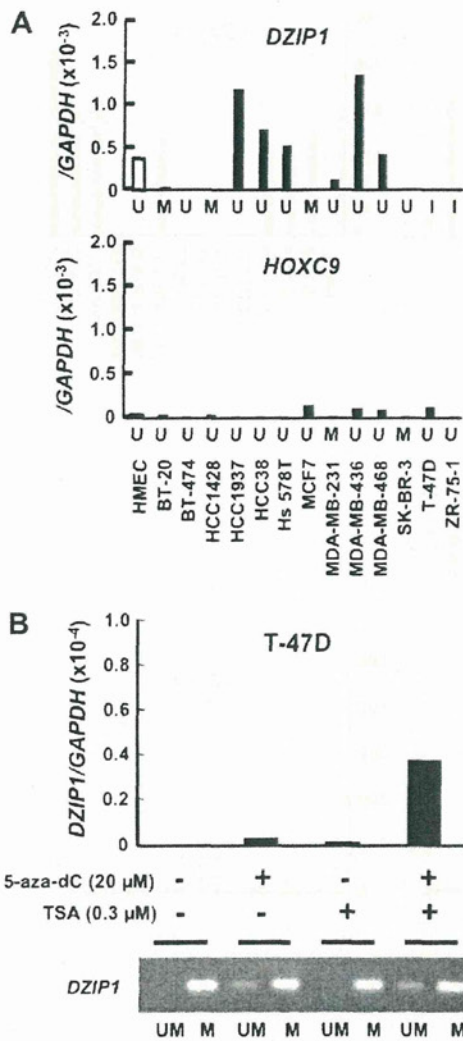 A
DZIP1
/GAPDH (x10-3)
2.0
1.5
1.0
0.5
0
U M U M U U U M U U U U I I
HOXC9
/GAPDH (x10-3)
2.0
1.5
1.0
0.5
0
U U U U U U U U M U U M U U
HMEC
BT-20
BT-474
HCC1428
HCC1937
HCC38
Hs 578T
MCF7
MDA-MB-231
MDA-MB-436
MDA-MB-468
SK-BR-3
T-47D
ZR-75-1
B
T-47D
DZIP1/GAPDH (x10-4)
1.0
0.8
0.6
0.4
0.2
0
5-aza-dC (20 µM) - + - +
TSA (0.3 µM) - - + +
DZIP1
UM M UM M UM M UM M